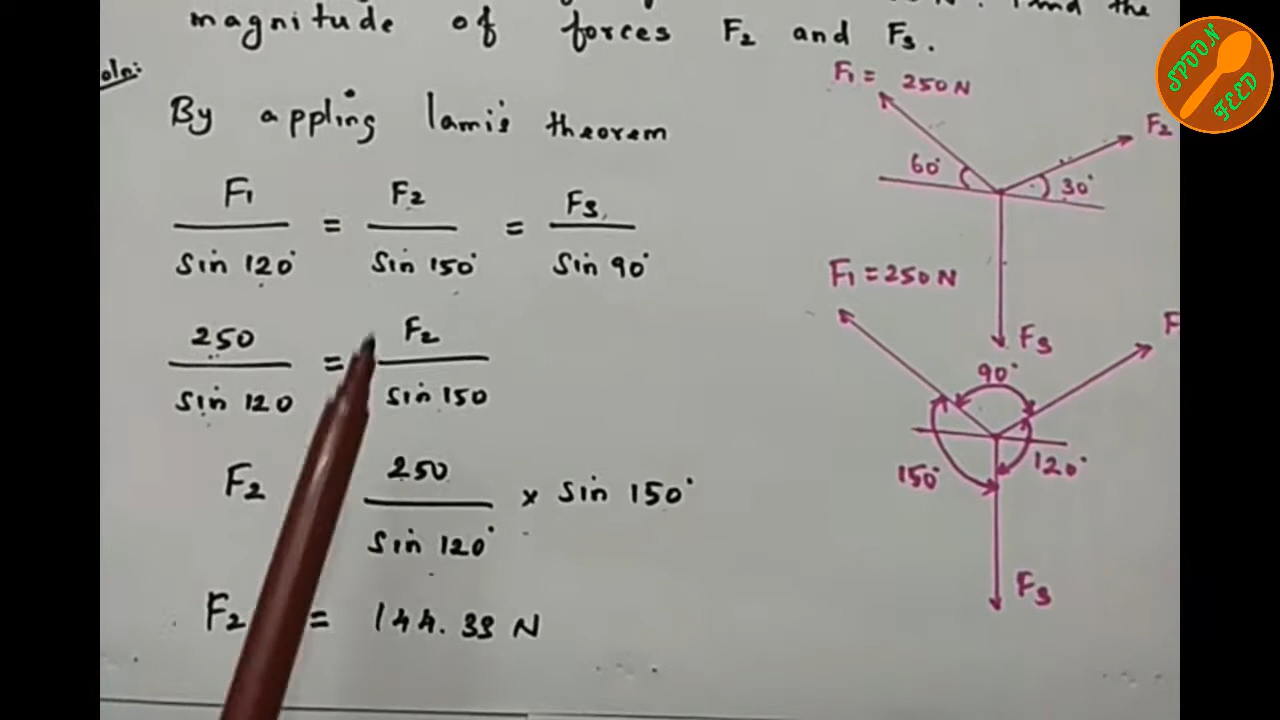 magnitude of forces F₂ and F₃.
Soln:
By appling lami's theorem
F₁ / Sin 120° = F₂ / Sin 150° = F₃ / Sin 90°
250 / Sin 120 = F₂ / Sin 150
F₂ 250 / Sin 120° × Sin 150°
F₂ = 144.33 N
F₁ = 250 N
F₂
60°
30°
F₃
F₁ = 250 N
F
90°
150°
120°
F₃
SPOON
FEED